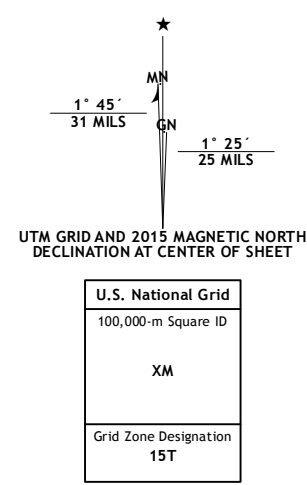 MN
1° 45´
31 MILS
GN
1° 25´
25 MILS
UTM GRID AND 2015 MAGNETIC NORTH
DECLINATION AT CENTER OF SHEET
U.S. National Grid
100,000-m Square ID
XM
Grid Zone Designation
15T